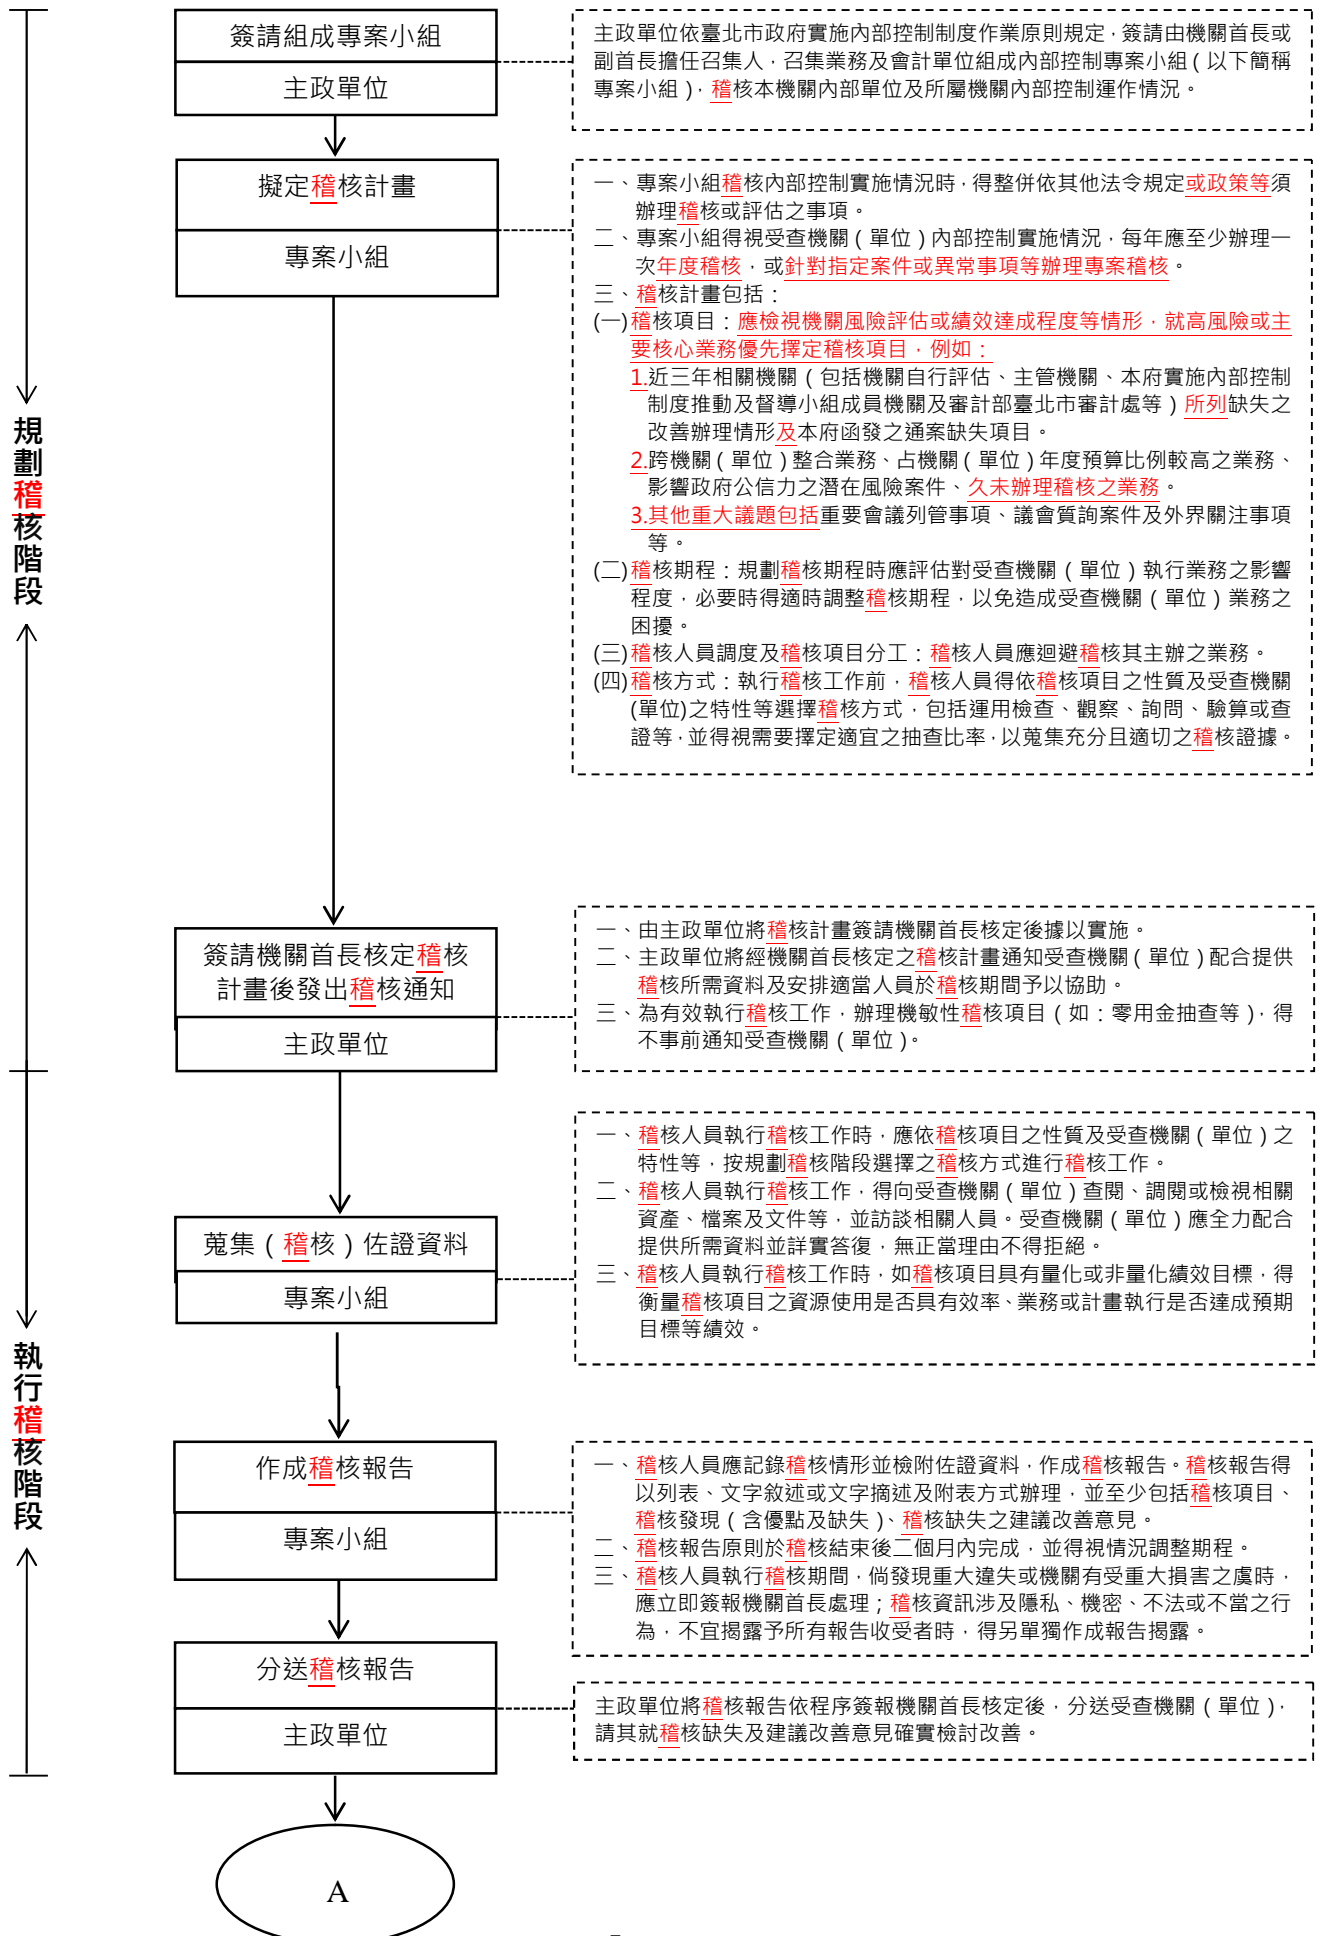 簽請組成專案小組
主政單位
主政單位依臺北市政府實施內部控制制度作業原則規定，簽請由機關首長或
副首長擔任召集人，召集業務及會計單位組成內部控制專案小組（以下簡稱
專案小組），稽核本機關內部單位及所屬機關內部控制運作情況。
擬定稽核計畫
專案小組
一、專案小組稽核內部控制實施情況時，得整併依其他法令規定或政策等須
辦理稽核或評估之事項。
二、專案小組得視受查機關（單位）內部控制實施情況，每年應至少辦理一
次年度稽核，或針對指定案件或異常事項等辦理專案稽核。
三、稽核計畫包括：
(一)稽核項目：應檢視機關風險評估或績效達成程度等情形，就高風險或主
要核心業務優先擇定稽核項目，例如：
1.近三年相關機關（包括機關自行評估、主管機關、本府實施內部控制
制度推動及督導小組成員機關及審計部臺北市審計處等）所列缺失之
改善辦理情形及本府函發之通案缺失項目。
2.跨機關（單位）整合業務、占機關（單位）年度預算比例較高之業務、
影響政府公信力之潛在風險案件、久未辦理稽核之業務。
3.其他重大議題包括重要會議列管事項、議會質詢案件及外界關注事項
等。
(二)稽核期程：規劃稽核期程時應評估對受查機關（單位）執行業務之影響
程度，必要時得適時調整稽核期程，以免造成受查機關（單位）業務之
困擾。
(三)稽核人員調度及稽核項目分工：稽核人員應迴避稽核其主辦之業務。
(四)稽核方式：執行稽核工作前，稽核人員得依稽核項目之性質及受查機關
(單位)之特性等選擇稽核方式，包括運用檢查、觀察、詢問、驗算或查
證等，並得視需要擇定適宜之抽查比率，以蒐集充分且適切之稽核證據。
規劃稽核階段
簽請機關首長核定稽核
計畫後發出稽核通知
主政單位
一、由主政單位將稽核計畫簽請機關首長核定後據以實施。
二、主政單位將經機關首長核定之稽核計畫通知受查機關（單位）配合提供
稽核所需資料及安排適當人員於稽核期間予以協助。
三、為有效執行稽核工作，辦理機敏性稽核項目（如：零用金抽查等），得
不事前通知受查機關（單位）。
蒐集（稽核）佐證資料
專案小組
一、稽核人員執行稽核工作時，應依稽核項目之性質及受查機關（單位）之
特性等，按規劃稽核階段選擇之稽核方式進行稽核工作。
二、稽核人員執行稽核工作，得向受查機關（單位）查閱、調閱或檢視相關
資產、檔案及文件等，並訪談相關人員。受查機關（單位）應全力配合
提供所需資料並詳實答復，無正當理由不得拒絕。
三、稽核人員執行稽核工作時，如稽核項目具有量化或非量化績效目標，得
衡量稽核項目之資源使用是否具有效率、業務或計畫執行是否達成預期
目標等績效。
執行稽核階段
作成稽核報告
專案小組
一、稽核人員應記錄稽核情形並檢附佐證資料，作成稽核報告。稽核報告得
以列表、文字敘述或文字摘述及附表方式辦理，並至少包括稽核項目、
稽核發現（含優點及缺失）、稽核缺失之建議改善意見。
二、稽核報告原則於稽核結束後二個月內完成，並得視情況調整期程。
三、稽核人員執行稽核期間，倘發現重大違失或機關有受重大損害之虞時，
應立即簽報機關首長處理；稽核資訊涉及隱私、機密、不法或不當之行
為，不宜揭露予所有報告收受者時，得另單獨作成報告揭露。
分送稽核報告
主政單位
主政單位將稽核報告依程序簽報機關首長核定後，分送受查機關（單位），
請其就稽核缺失及建議改善意見確實檢討改善。
A